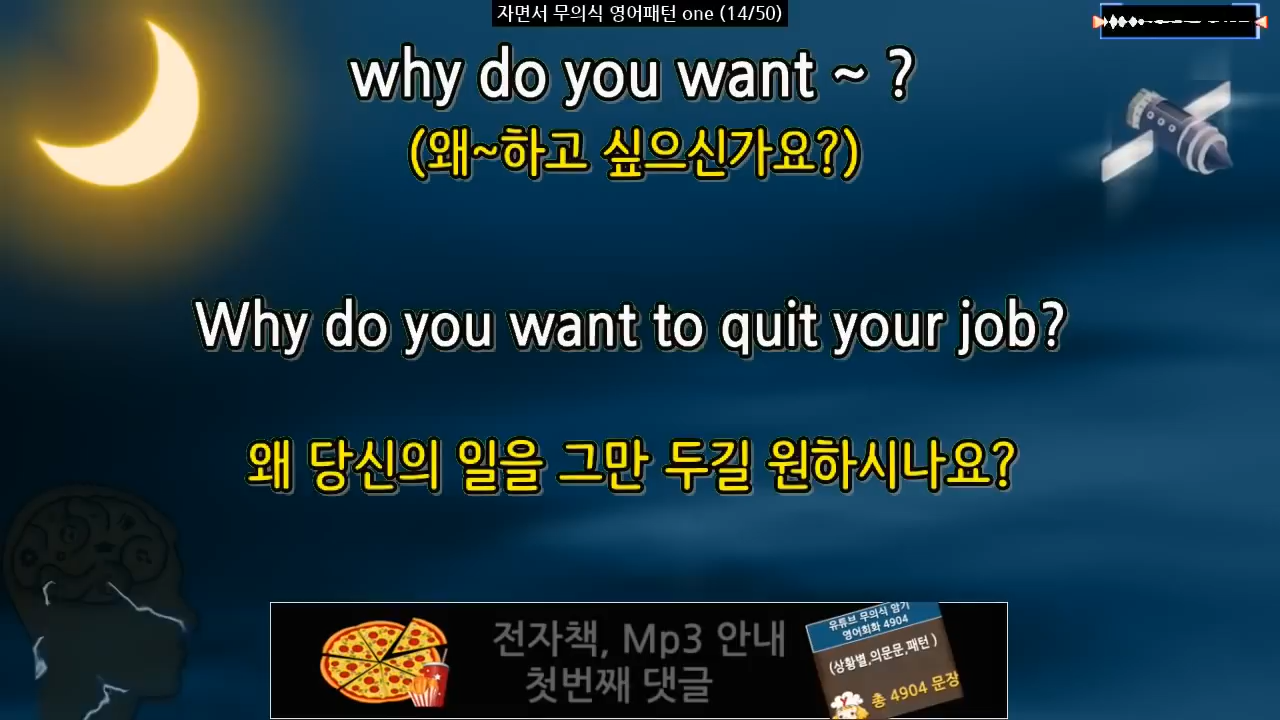 자면서 무의식 영어패턴 one (14/50)
why do you want ~ ?
(왜~하고 싶으신가요?)
Why do you want to quit your job?
왜 당신의 일을 그만 두길 원하시나요?
전자책, Mp3 안내
첫번째 댓글
유튜브 무의식 암기
영어회화 4904
(상황별,의문문,패턴 )
총 4904 문장